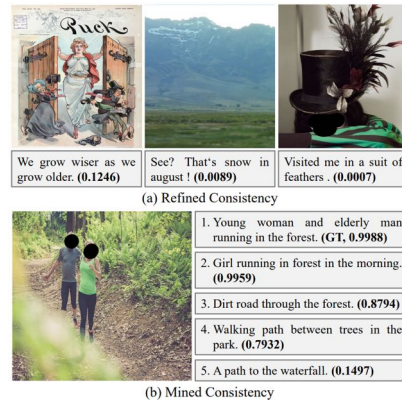 Puck
We grow wiser as we
grow older. (0.1246)
See? That's snow in
august ! (0.0089)
Visited me in a suit of
feathers . (0.0007)
(a) Refined Consistency
1. Young woman and elderly man
running in the forest. (GT, 0.9988)
2. Girl running in forest in the morning.
(0.9959)
3. Dirt road through the forest. (0.8794)
4. Walking path between trees in the
park. (0.7932)
5. A path to the waterfall. (0.1497)
(b) Mined Consistency